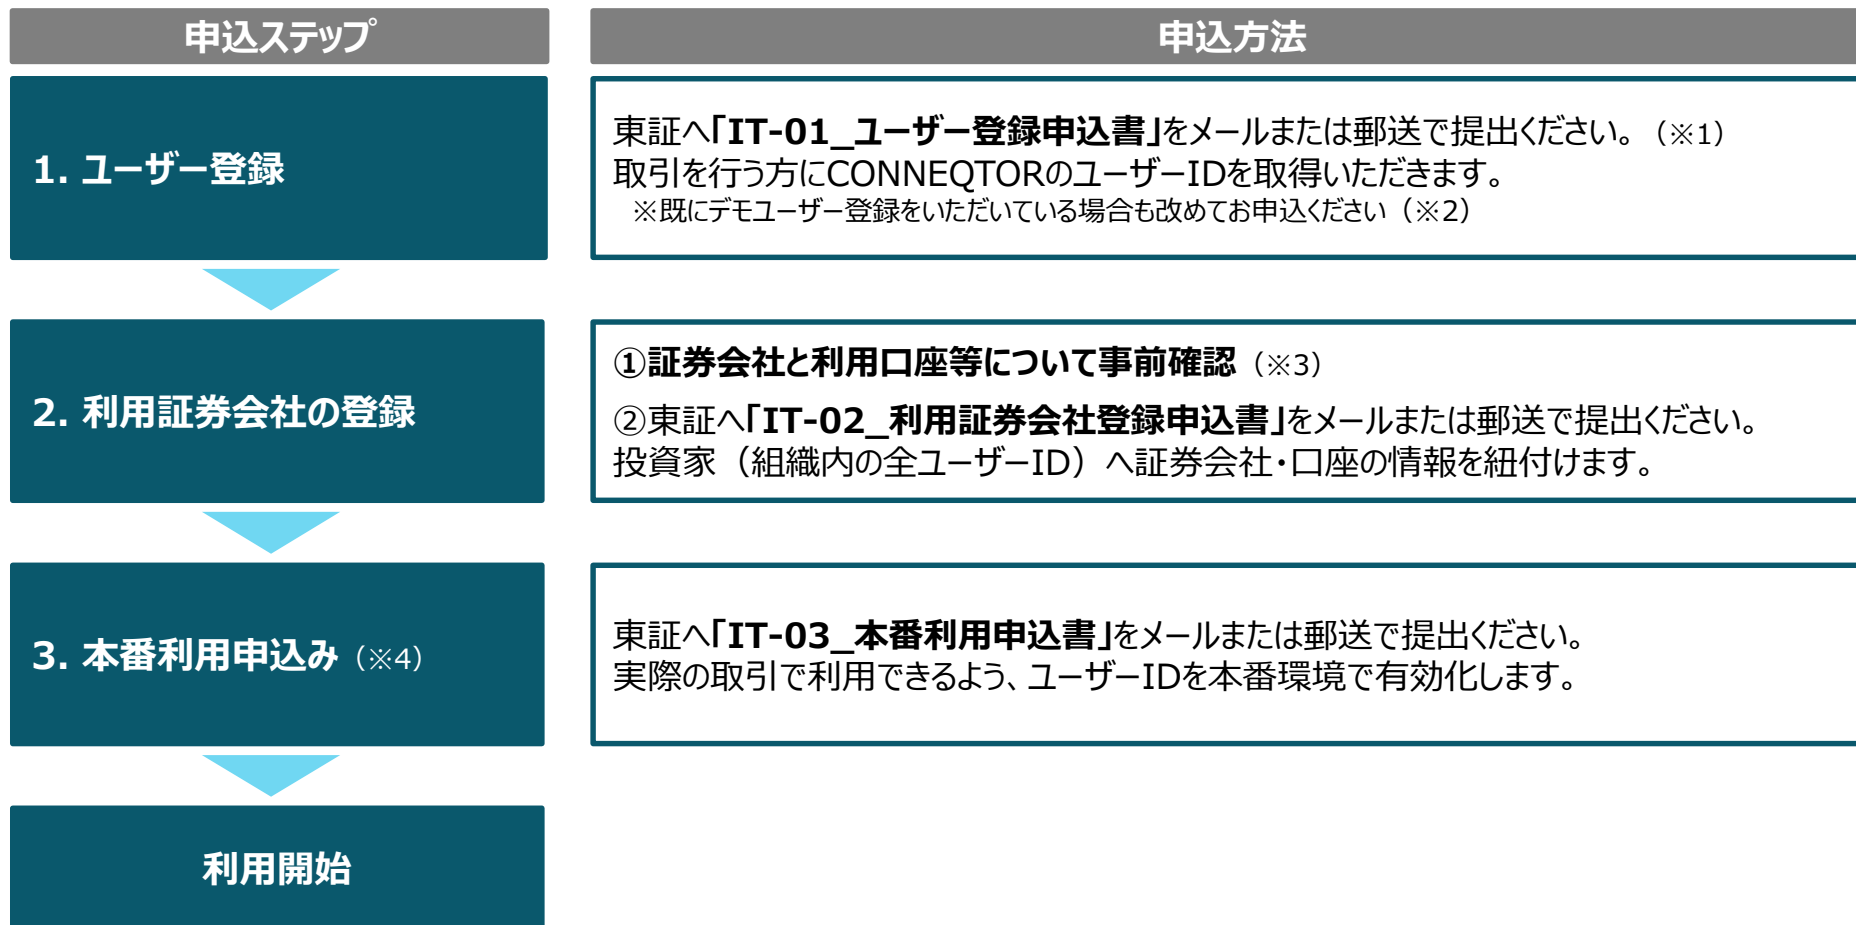 申込ステップ
申込方法
1. ユーザー登録
東証へ「IT-01_ユーザー登録申込書」をメールまたは郵送で提出ください。（※1）
取引を行う方にCONNEQTORのユーザーIDを取得いただきます。
※既にデモユーザー登録をいただいている場合も改めてお申込ください（※2）
2. 利用証券会社の登録
①証券会社と利用口座等について事前確認（※3）
②東証へ「IT-02_利用証券会社登録申込書」をメールまたは郵送で提出ください。
投資家（組織内の全ユーザーID）へ証券会社・口座の情報を紐付けます。
3. 本番利用申込み（※4）
東証へ「IT-03_本番利用申込書」をメールまたは郵送で提出ください。
実際の取引で利用できるよう、ユーザーIDを本番環境で有効化します。
利用開始